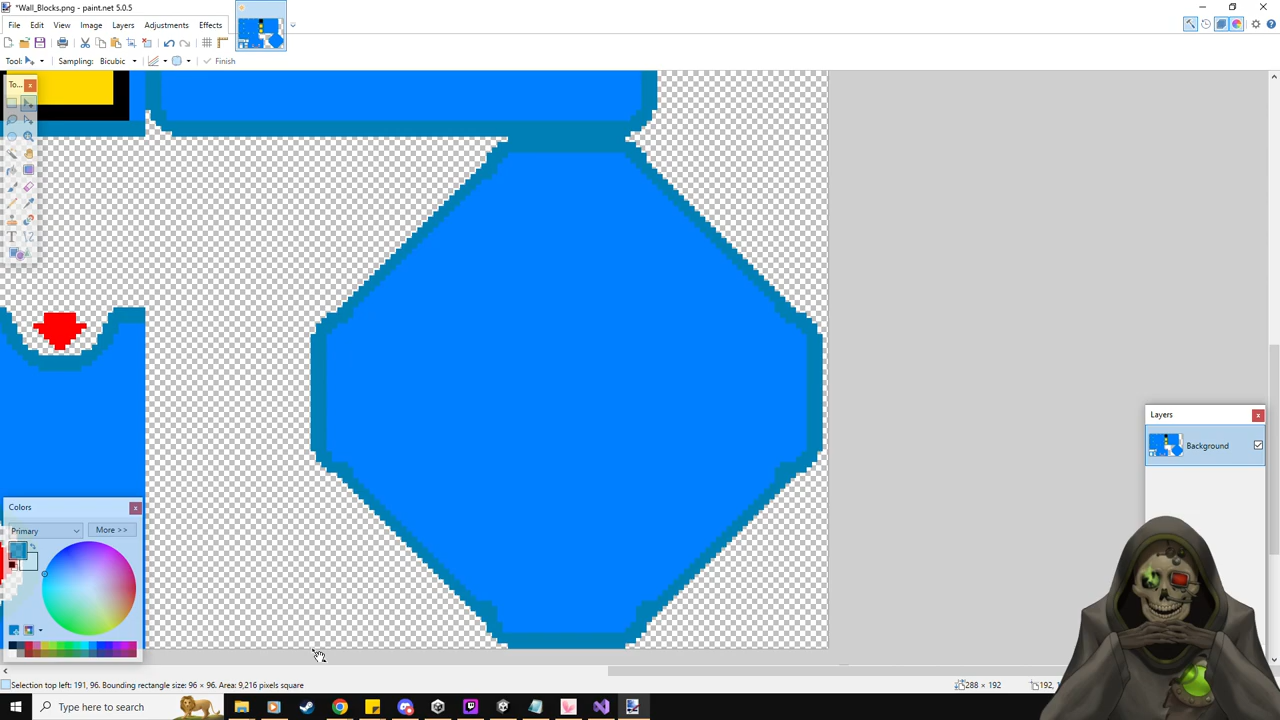 *Wall_Blocks.png - paint.net 5.0.5
File Edit View Image Layers Adjustments Effects
Tool: Sampling: Bicubic Finish
To...
Layers
Background
Colors
Primary More >>
Selection top left: 191, 96. Bounding rectangle size: 96 × 96. Area: 9,216 pixels square
288 × 192
Type here to search